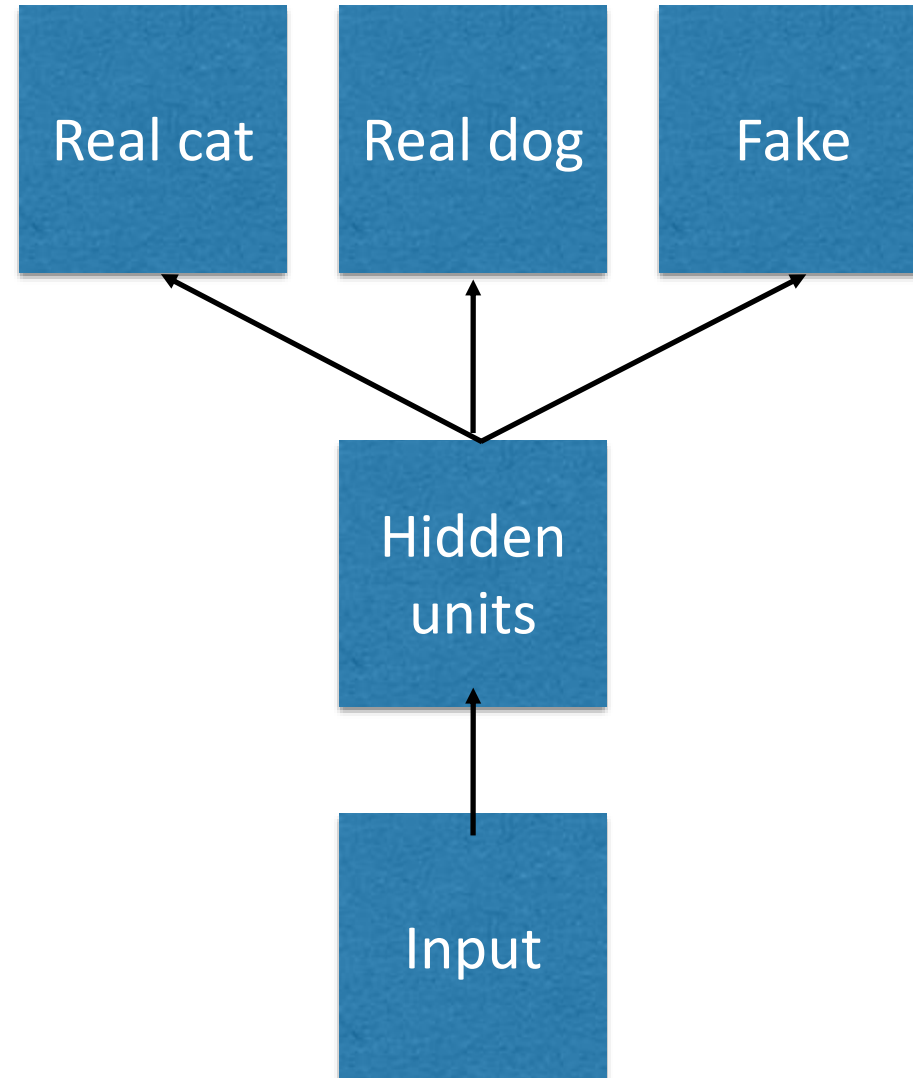 Real cat
Real dog
Fake
Hidden
units
Input